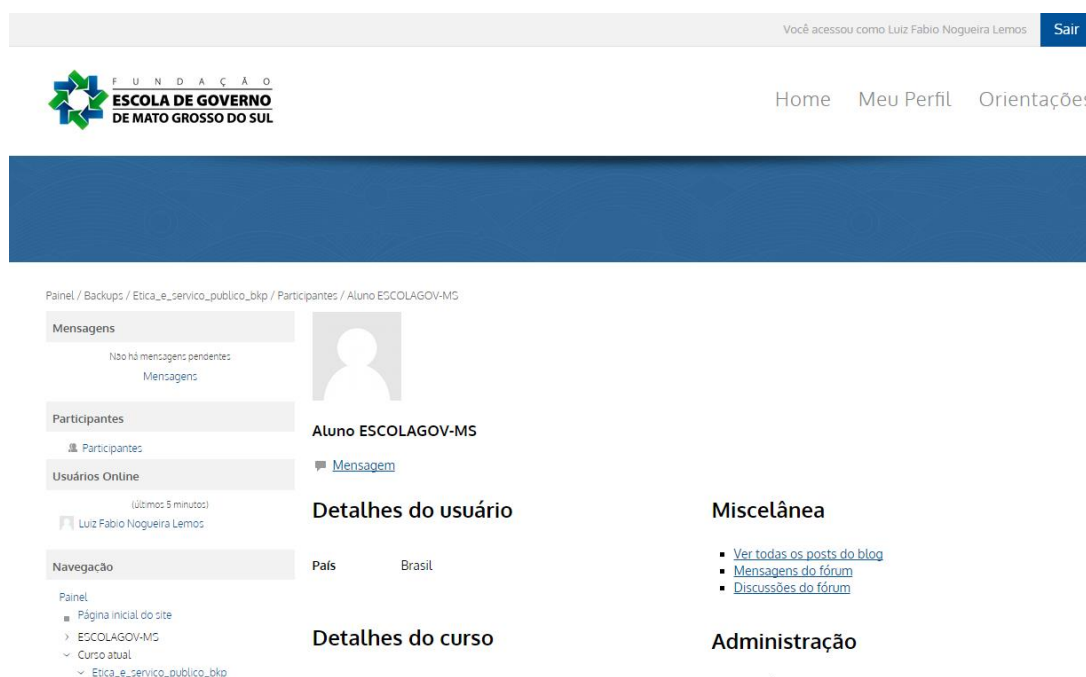 Você acessou como Luiz Fabio Nogueira Lemos Sair
FUNDAÇÃO
ESCOLA DE GOVERNO
DE MATO GROSSO DO SUL
Home Meu Perfil Orientações
Painel / Backups / Etica_e_servico_publico_bkp / Participantes / Aluno ESCOLAGOV-MS
Mensagens
Não há mensagens pendentes
Mensagens
Participantes
Participantes
Usuários Online
(últimos 5 minutos)
Luiz Fabio Nogueira Lemos
Navegação
Painel
Página inicial do site
ESCOLAGOV-MS
Curso atual
Etica_e_servico_publico_bkp
Aluno ESCOLAGOV-MS
Mensagem
Detalhes do usuário
País Brasil
Detalhes do curso
Miscelânea
Ver todas os posts do blog
Mensagens do fórum
Discussões do fórum
Administração